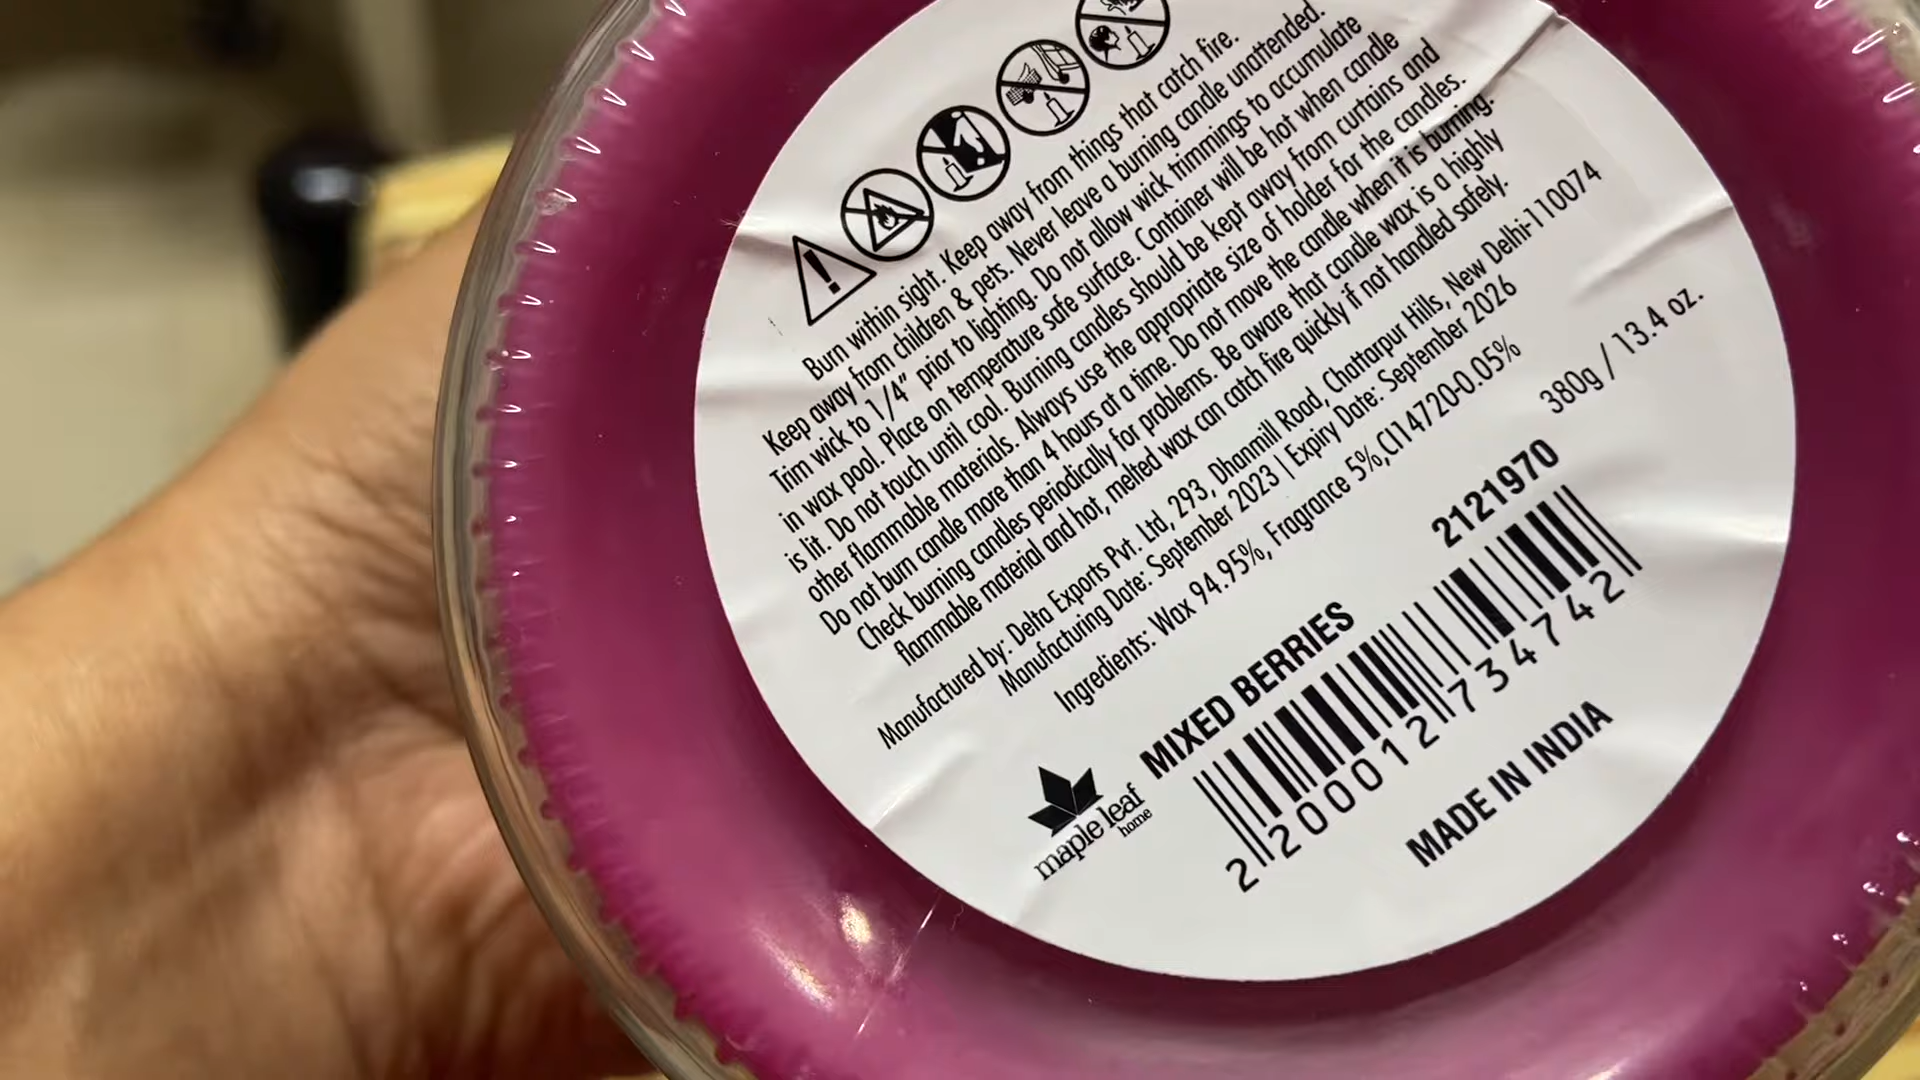 Burn within sight. Keep away from things that catch fire.
Keep away from children & pets. Never leave a burning candle unattended.
Trim wick to 1/4" prior to lighting. Do not allow wick trimmings to accumulate
in wax pool. Place on temperature safe surface. Container will be hot when candle
is lit. Do not touch until cool. Burning candles should be kept away from curtains and
other flammable materials. Always use the appropriate size of holder for the candles.
Do not burn candle more than 4 hours at a time. Do not move the candle when it is burning.
Check burning candles periodically for problems. Be aware that candle wax is a highly
flammable material and hot, melted wax can catch fire quickly if not handled safely.
Manufactured by: Delta Exports Pvt. Ltd, 293, Dhanmill Road, Chattarpur Hills, New Delhi-110074
Manufacturing Date: September 2023 | Expiry Date: September 2026
Ingredients: Wax 94.95%, Fragrance 5%,CI14720-0.05%
380g / 13.4 oz.
2121970
MIXED BERRIES
2200012734742
maple leaf
home
MADE IN INDIA